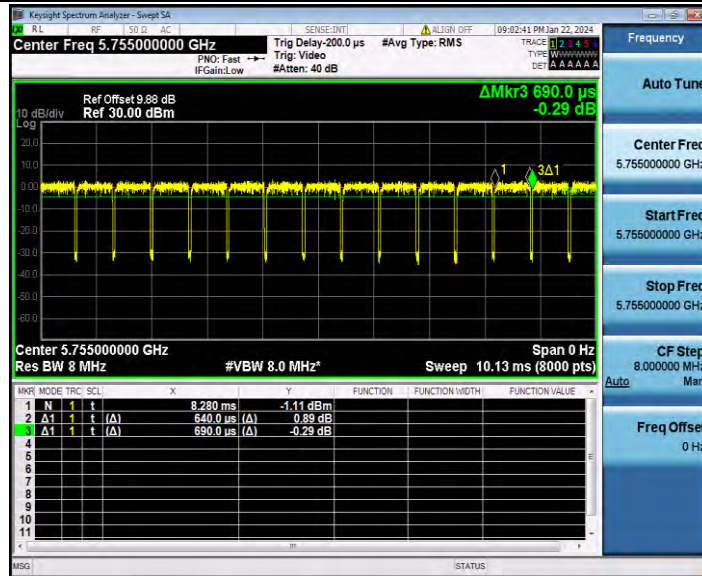 Keysight Spectrum Analyzer - Swept SA
RL RF 50 Ω AC SENSE:INT ALIGN OFF 09:02:41 PM Jan 22, 2024
Center Freq 5.755000000 GHz
PNO: Fast
IFGain:Low
Trig Delay-200.0 µs
Trig: Video
#Atten: 40 dB
#Avg Type: RMS
TRACE 1 2 3 4 5 6
TYPE W
DET A A A A A A
Ref Offset 9.88 dB
10 dB/div Ref 30.00 dBm
Log
ΔMkr3 690.0 µs
-0.29 dB
20.0
10.0
0.00
-10.0
-20.0
-30.0
-40.0
-50.0
-60.0
1
3Δ1
Center 5.755000000 GHz Span 0 Hz
Res BW 8 MHz #VBW 8.0 MHz* Sweep 10.13 ms (8000 pts)
MKR MODE TRC SCL X Y FUNCTION FUNCTION WIDTH FUNCTION VALUE
1 N 1 t 8.280 ms -1.11 dBm
2 Δ1 1 t (Δ) 640.0 µs (Δ) 0.89 dB
3 Δ1 1 t (Δ) 690.0 µs (Δ) -0.29 dB
4
5
6
7
8
9
10
11
MSG STATUS
Frequency
Auto Tune
Center Freq
5.755000000 GHz
Start Freq
5.755000000 GHz
Stop Freq
5.755000000 GHz
CF Step
8.000000 MHz
Auto Man
Freq Offset
0 Hz